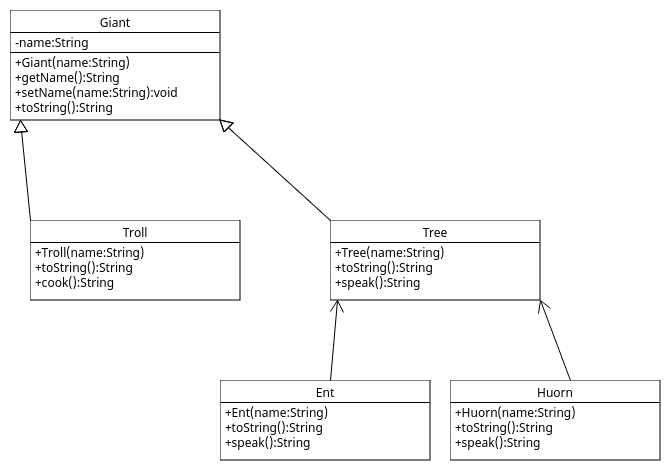 Giant
-name:String
+Giant(name:String)
+getName():String
+setName(name:String):void
+toString():String
Troll
+Troll(name:String)
+toString():String
+cook():String
Tree
+Tree(name:String)
+toString():String
+speak():String
Ent
+Ent(name:String)
+toString():String
+speak():String
Huorn
+Huorn(name:String)
+toString():String
+speak():String